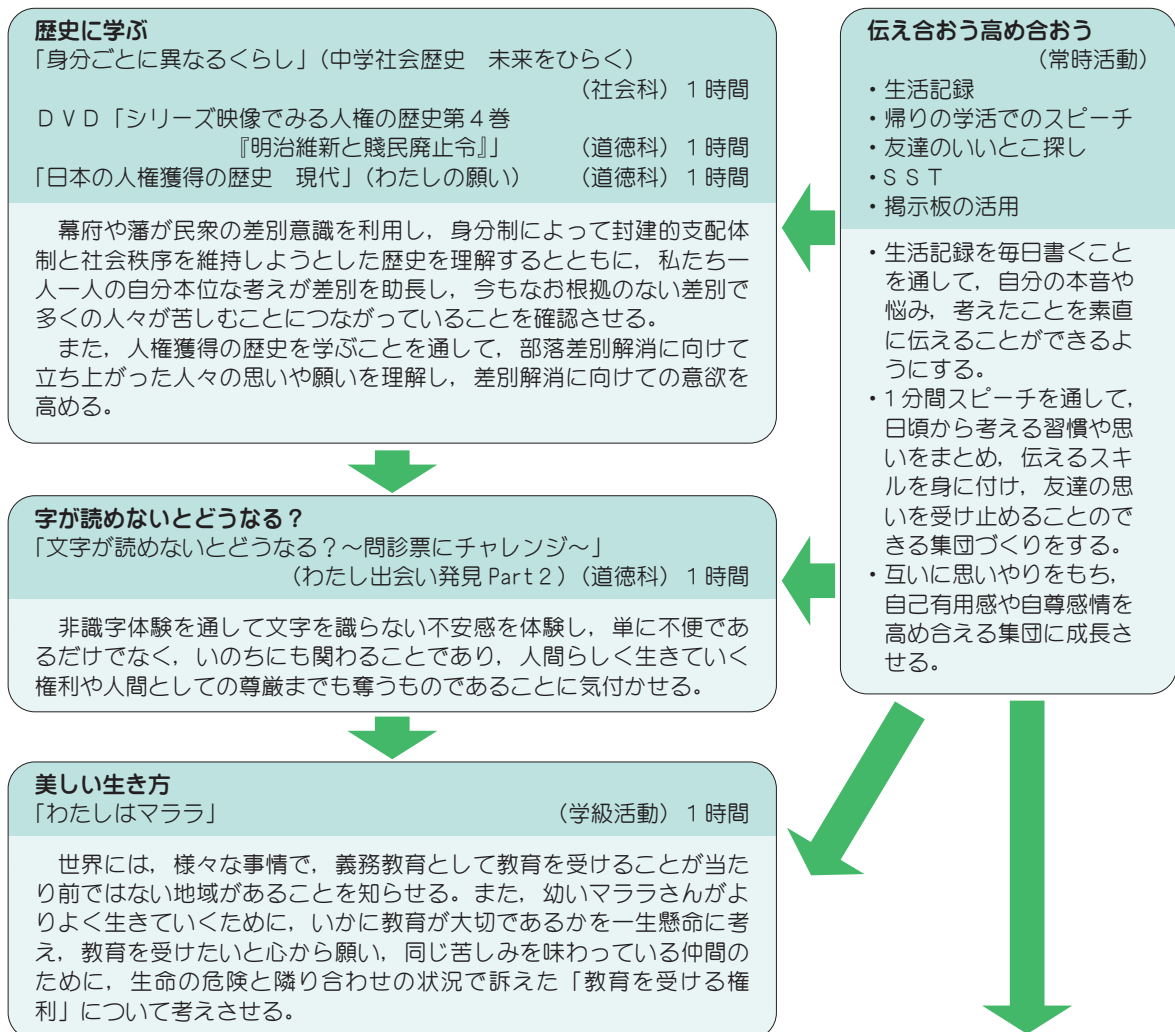 歴史に学ぶ
「身分ごとに異なるくらし」（中学社会歴史　未来をひらく）
（社会科）１時間
ＤＶＤ「シリーズ映像でみる人権の歴史第４巻
『明治維新と賤民廃止令』」　（道徳科）１時間
「日本の人権獲得の歴史　現代」（わたしの願い）　（道徳科）１時間
　幕府や藩が民衆の差別意識を利用し，身分制によって封建的支配体
制と社会秩序を維持しようとした歴史を理解するとともに，私たち一
人一人の自分本位な考えが差別を助長し，今もなお根拠のない差別で
多くの人々が苦しむことにつながっていることを確認させる。
　また，人権獲得の歴史を学ぶことを通して，部落差別解消に向けて
立ち上がった人々の思いや願いを理解し，差別解消に向けての意欲を
高める。
字が読めないとどうなる？
「文字が読めないとどうなる？～問診票にチャレンジ～」
（わたし出会い発見 Part２）（道徳科）１時間
　非識字体験を通して文字を識らない不安感を体験し，単に不便であ
るだけでなく，いのちにも関わることであり，人間らしく生きていく
権利や人間としての尊厳までも奪うものであることに気付かせる。
美しい生き方
「わたしはマララ」　（学級活動）１時間
　世界には，様々な事情で，義務教育として教育を受けることが当た
り前ではない地域があることを知らせる。また，幼いマララさんがよ
りよく生きていくために，いかに教育が大切であるかを一生懸命に考
え，教育を受けたいと心から願い，同じ苦しみを味わっている仲間の
ために，生命の危険と隣り合わせの状況で訴えた「教育を受ける権
利」について考えさせる。
伝え合おう高め合おう
（常時活動）
・生活記録
・帰りの学活でのスピーチ
・友達のいいとこ探し
・ＳＳＴ
・掲示板の活用
・生活記録を毎日書くこと
を通して，自分の本音や
悩み，考えたことを素直
に伝えることができるよ
うにする。
・１分間スピーチを通して，
日頃から考える習慣や思
いをまとめ，伝えるスキ
ルを身に付け，友達の思
いを受け止めることので
きる集団づくりをする。
・互いに思いやりをもち，
自己有用感や自尊感情を
高め合える集団に成長さ
せる。